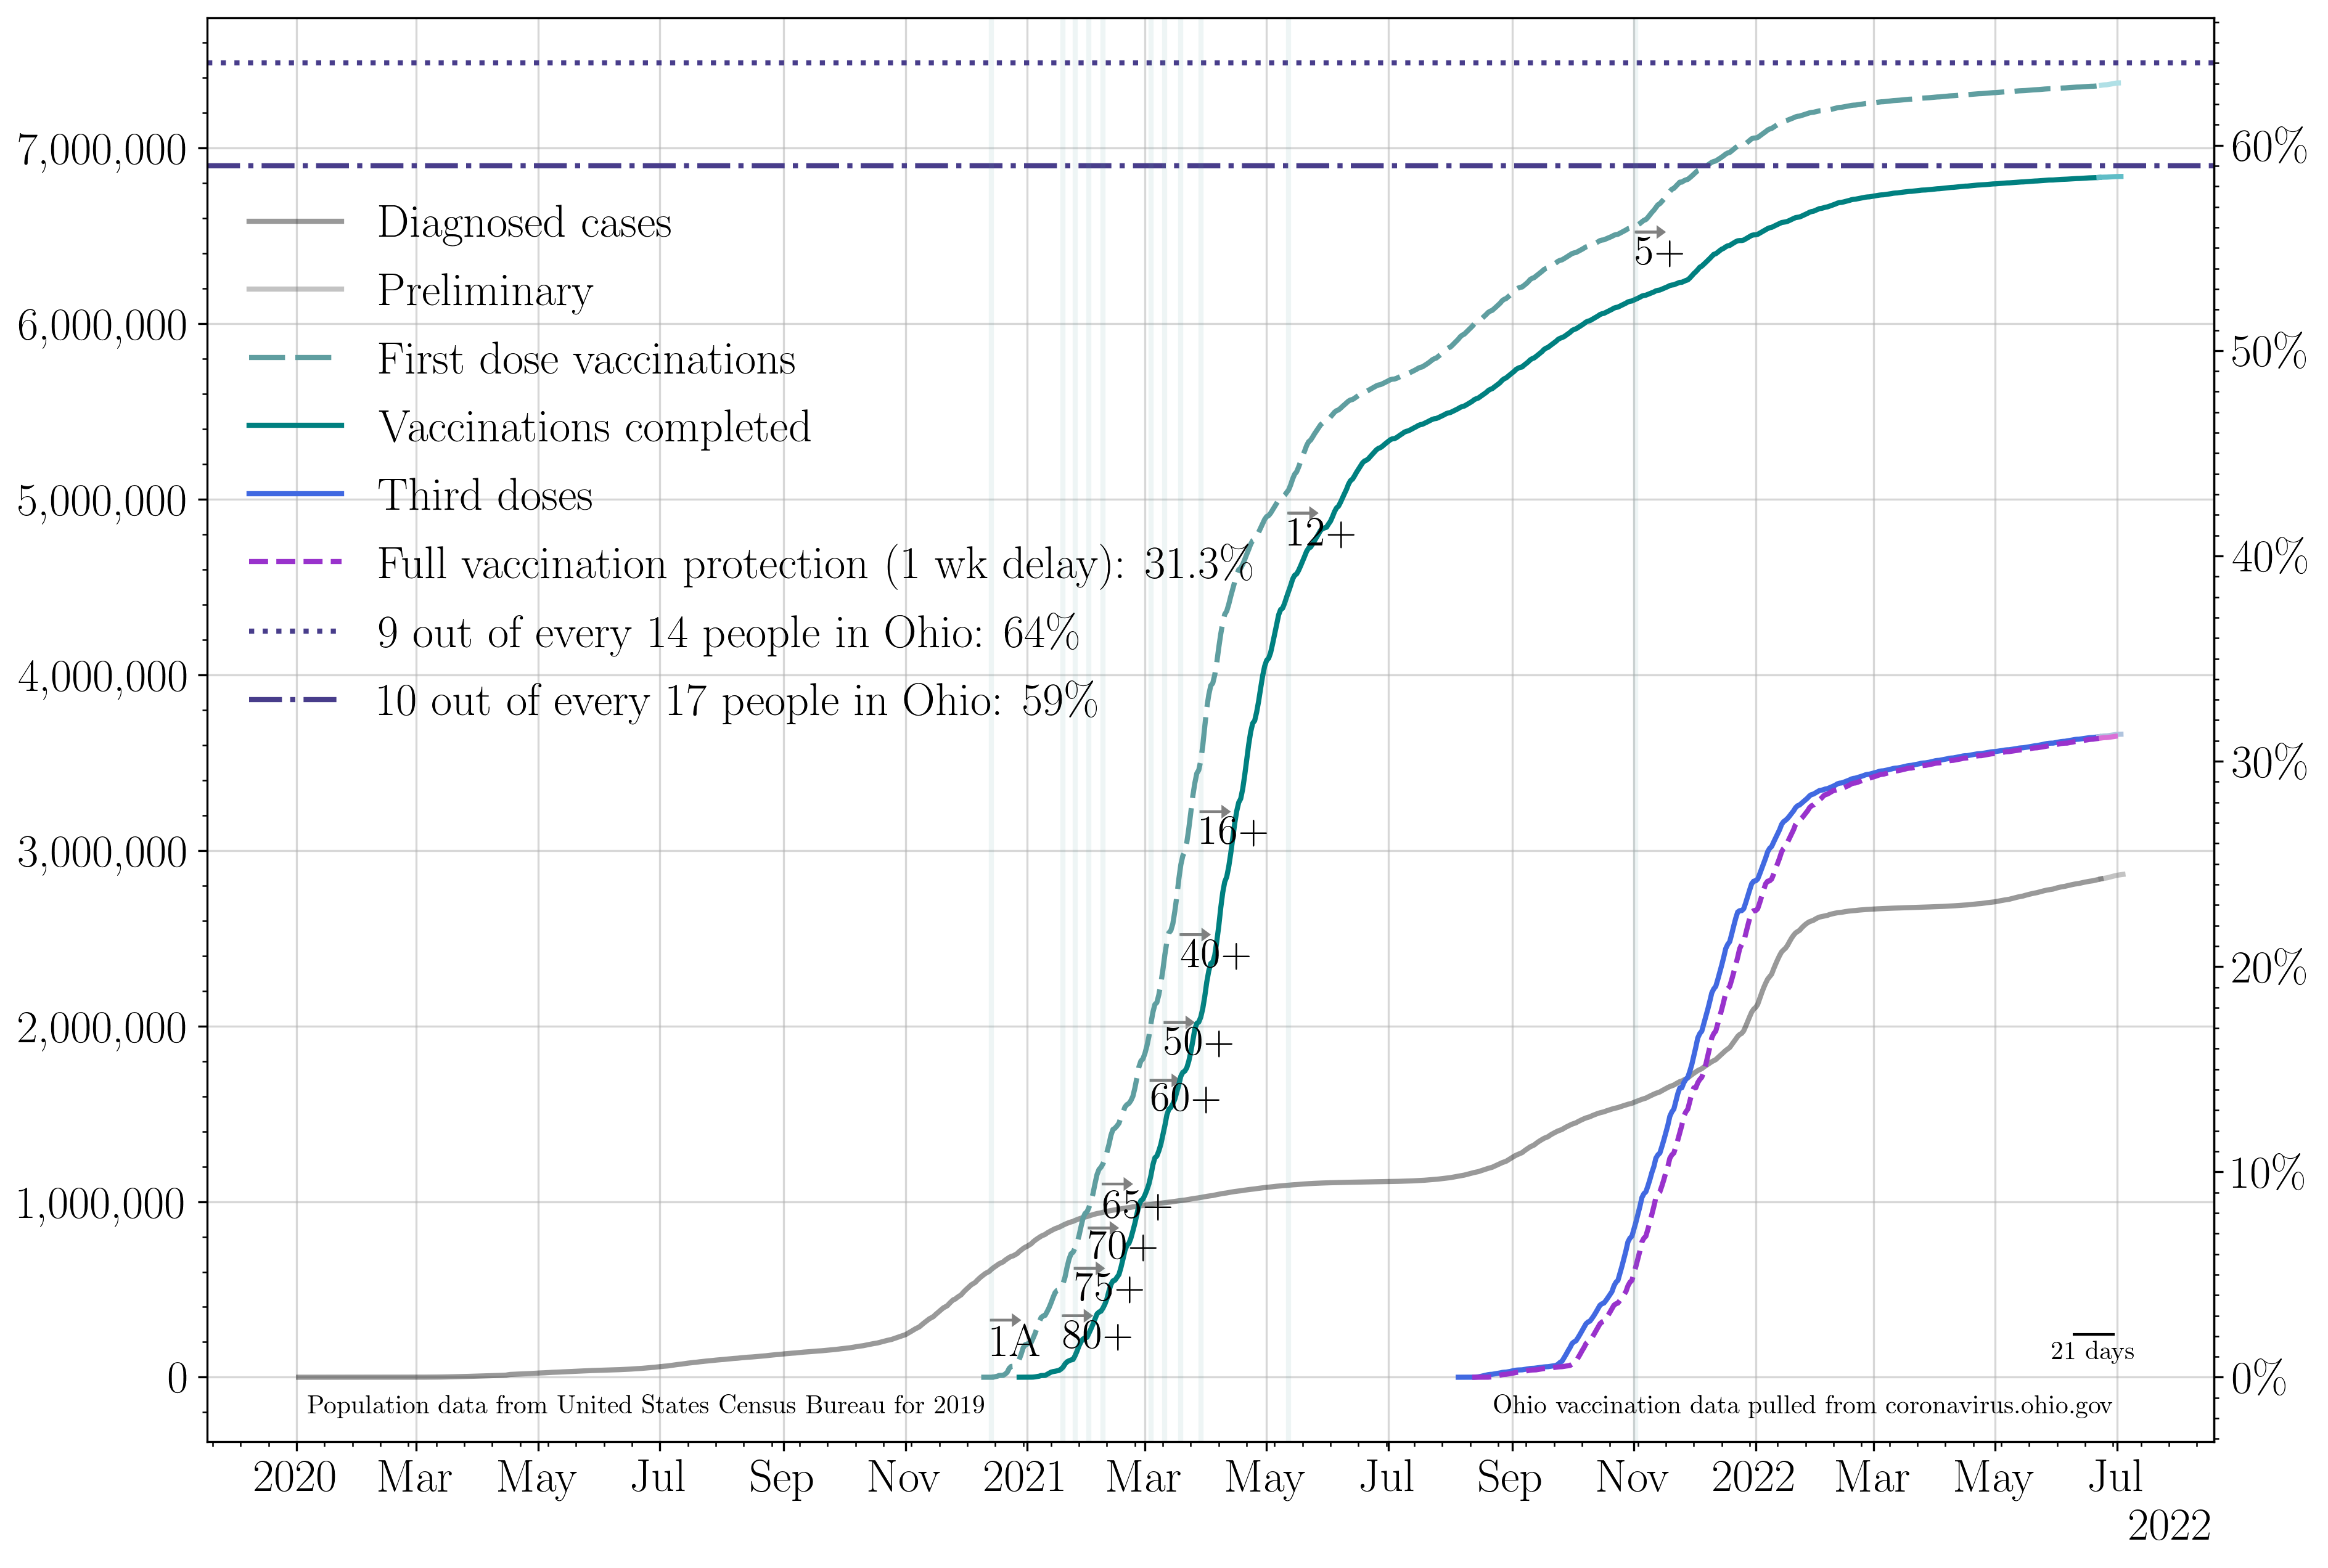 7,000,000
6,000,000
5,000,000
4,000,000
3,000,000
2,000,000
1,000,000
0
Diagnosed cases
Preliminary
First dose vaccinations
Vaccinations completed
Third doses
Full vaccination protection (1 wk delay): 31.3%
9 out of every 14 people in Ohio: 64%
10 out of every 17 people in Ohio: 59%
5+
12+
16+
40+
50+
60+
65+
70+
75+
80+
1A
21 days
60%
50%
40%
30%
20%
10%
0%
Population data from United States Census Bureau for 2019
Ohio vaccination data pulled from coronavirus.ohio.gov
2020 Mar May Jul Sep Nov 2021 Mar May Jul Sep Nov 2022 Mar May Jul
2022